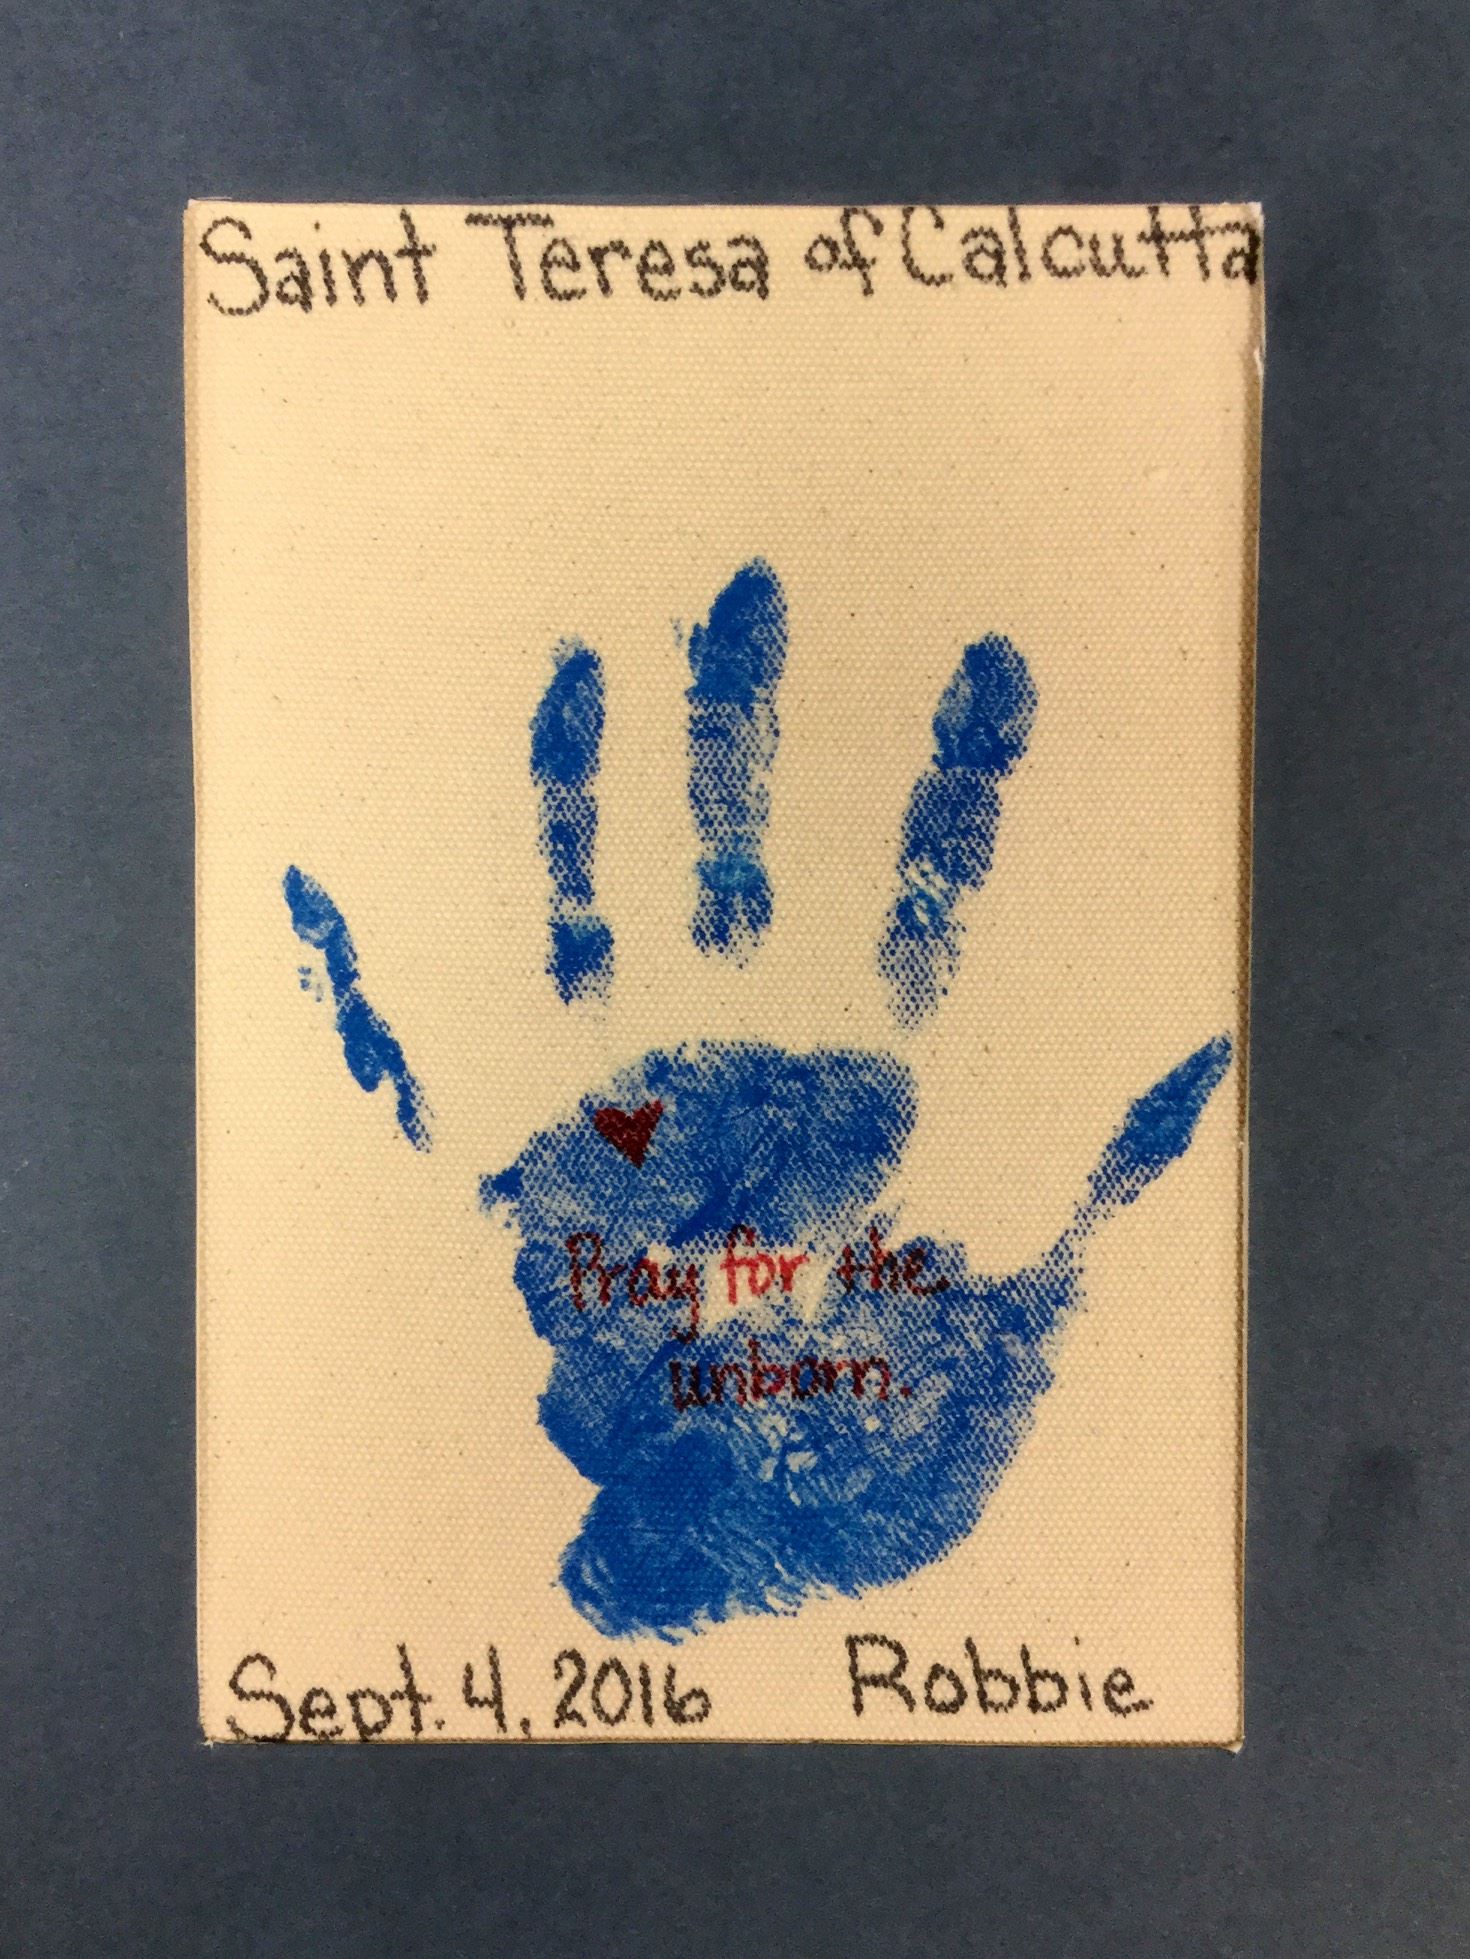 Saint Teresa of Calcutta
Pray for the
unborn.
Sept. 4, 2016 Robbie